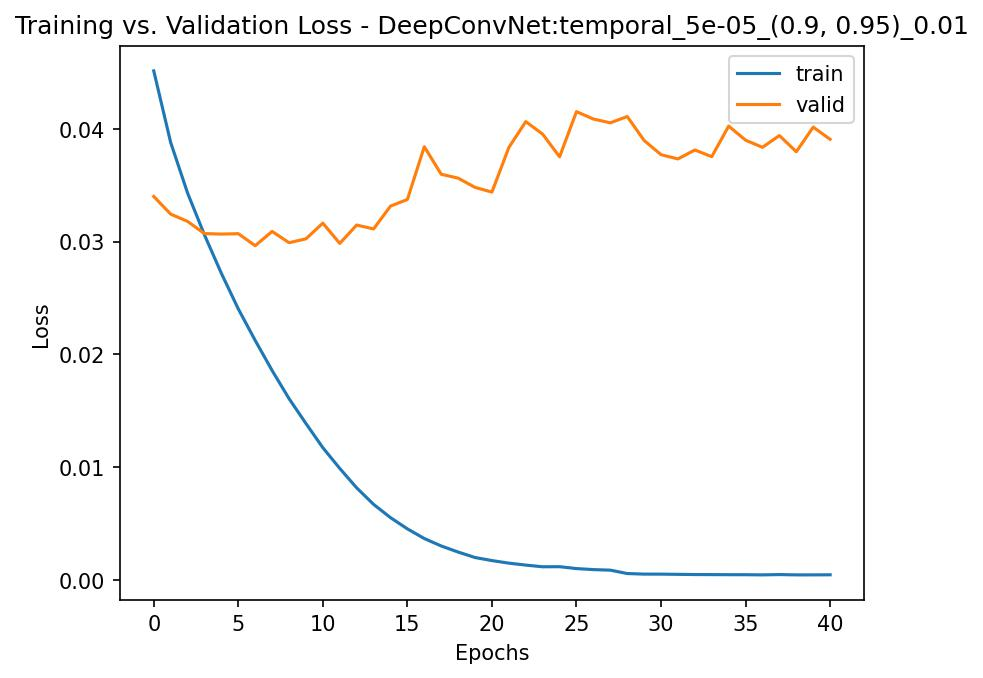 Training vs. Validation Loss - DeepConvNet:temporal_5e-05_(0.9, 0.95)_0.01
train
valid
Loss
0.04
0.03
0.02
0.01
0.00
0 5 10 15 20 25 30 35 40
Epochs